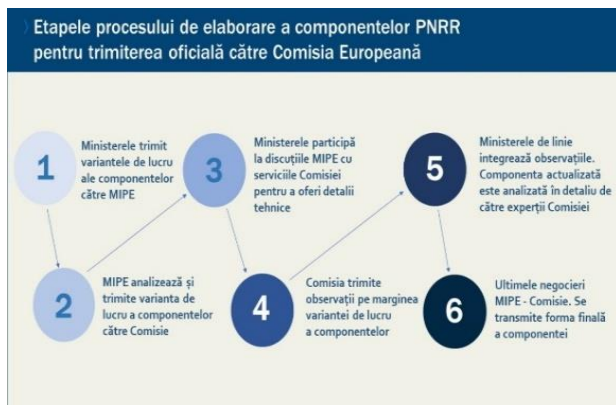 Etapele procesului de elaborare a componentelor PNRR
pentru trimiterea oficială către Comisia Europeană
1
Ministerele trimit
variantele de lucru
ale componentelor
către MIPE
2
MIPE analizează și
trimite varianta de
lucru a componentelor
către Comisie
3
Ministerele participă
la discuțiile MIPE cu
serviciile Comisiei
pentru a oferi detalii
tehnice
4
Comisia trimite
observații pe marginea
variantei de lucru
a componentelor
5
Ministerele de linie
integrează observațiile.
Componenta actualizată
este analizată în detaliu de
către experții Comisiei
6
Ultimele negocieri
MIPE - Comisie. Se
transmite forma finală
a componentei